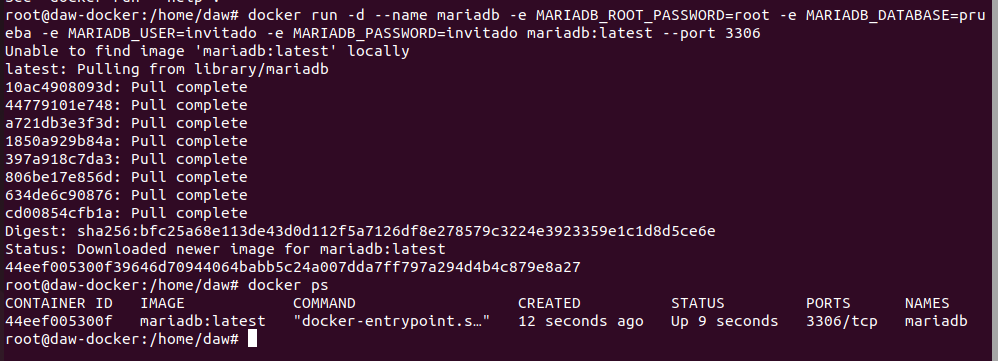 root@daw-docker:/home/daw# docker run -d --name mariadb -e MARIADB_ROOT_PASSWORD=root -e MARIADB_DATABASE=pru
eba -e MARIADB_USER=invitado -e MARIADB_PASSWORD=invitado mariadb:latest --port 3306
Unable to find image 'mariadb:latest' locally
latest: Pulling from library/mariadb
10ac4908093d: Pull complete
44779101e748: Pull complete
a721db3e3f3d: Pull complete
1850a929b84a: Pull complete
397a918c7da3: Pull complete
806be17e856d: Pull complete
634de6c90876: Pull complete
cd00854cfb1a: Pull complete
Digest: sha256:bfc25a68e113de43d0d112f5a7126df8e278579c3224e3923359e1c1d8d5ce6e
Status: Downloaded newer image for mariadb:latest
44eef005300f39646d70944064babb5c24a007dda7ff797a294d4b4c879e8a27
root@daw-docker:/home/daw# docker ps
CONTAINER ID   IMAGE            COMMAND                  CREATED          STATUS         PORTS      NAMES
44eef005300f   mariadb:latest   "docker-entrypoint.s…"   12 seconds ago   Up 9 seconds   3306/tcp   mariadb
root@daw-docker:/home/daw#